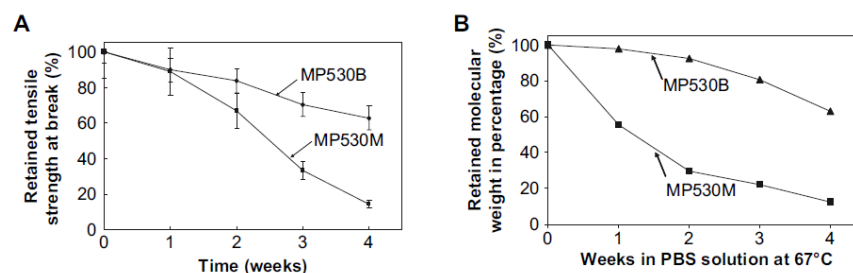 A
Retained tensile
strength at break (%)
100
80
60
40
20
0
MP530B
MP530M
0 1 2 3 4
Time (weeks)
B
Retained molecular
weight in percentage (%)
100
80
60
40
20
MP530B
MP530M
0 1 2 3 4
Weeks in PBS solution at 67°C